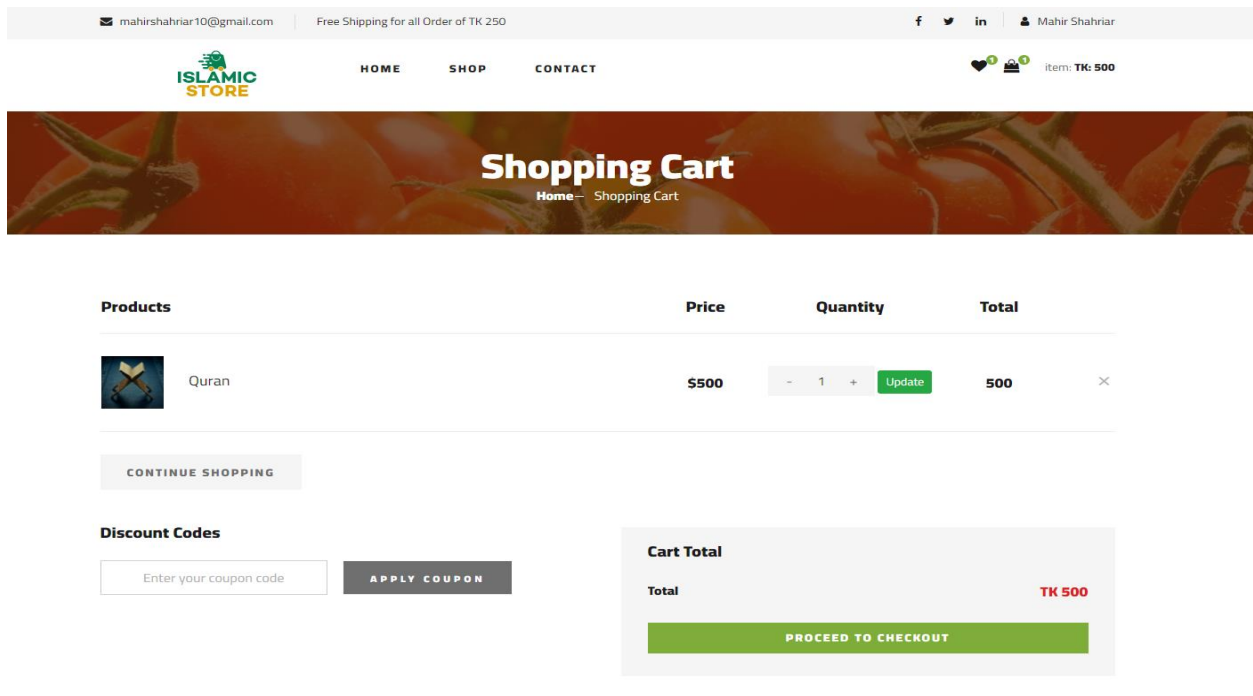 mahirshahriar10@gmail.com Free Shipping for all Order of TK 250 Mahir Shahriar
ISLAMIC
STORE
HOME SHOP CONTACT 1 1 item: TK: 500
Shopping Cart
Home— Shopping Cart
Products Price Quantity Total
Quran $500 - 1 + Update 500
CONTINUE SHOPPING
Discount Codes
Enter your coupon code APPLY COUPON
Cart Total
Total TK 500
PROCEED TO CHECKOUT